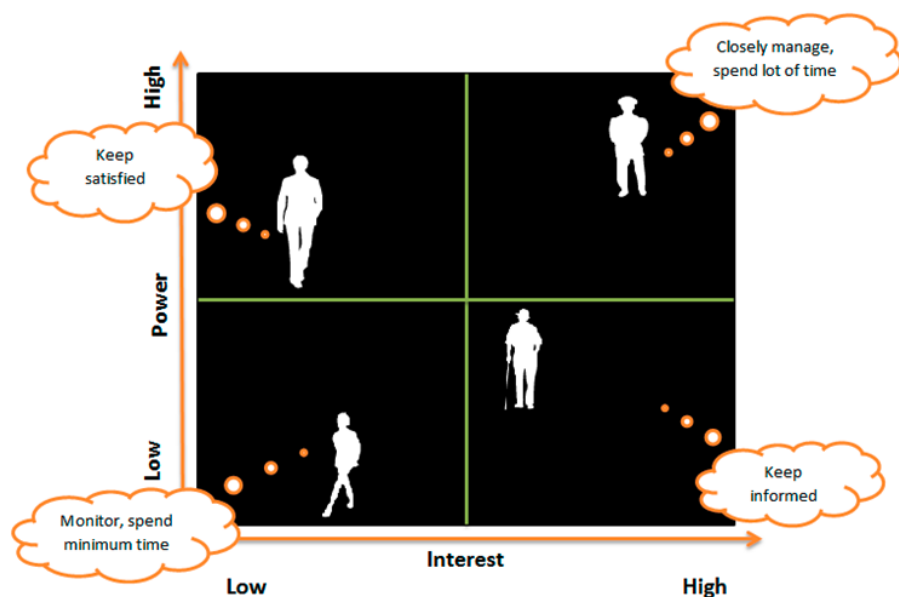 Closely manage,
spend lot of time
High
Keep
satisfied
Power
Low
Keep
informed
Monitor, spend
minimum time
Interest
Low
High